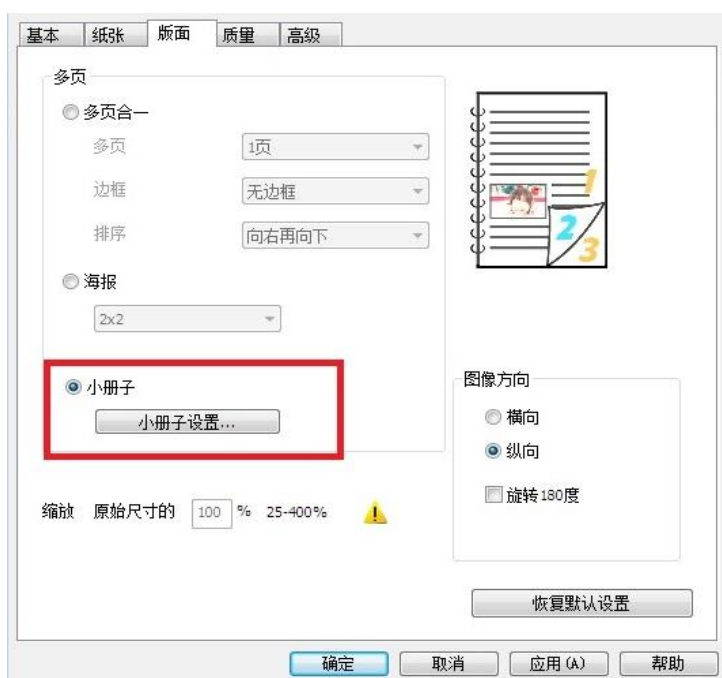 基本 纸张 版面 质量 高级
多页
多页合一
多页 1页
边框 无边框
排序 向右再向下
海报
2x2
小册子
小册子设置...
1
2
3
图像方向
横向
纵向
旋转180度
缩放 原始尺寸的 100 % 25-400%
恢复默认设置
确定 取消 应用(A) 帮助